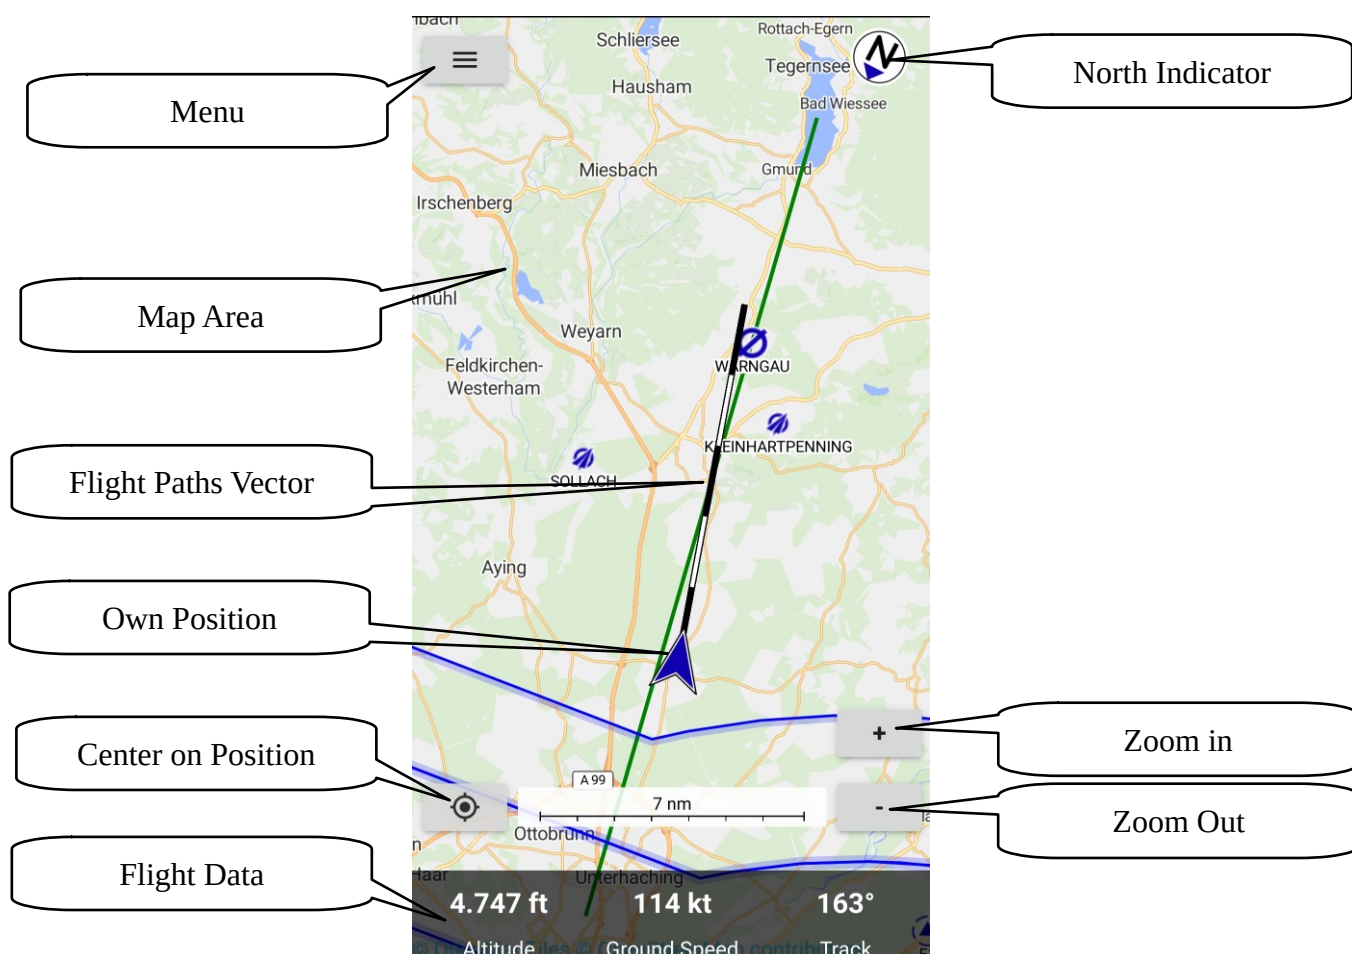 lbach
Rottach-Egern
Schliersee
N
Tegernsee
North Indicator
Hausham
Menu
Bad Wiessee
Miesbach
Gmund
Irschenberg
kmühl
Map Area
Weyarn
Feldkirchen-
Westerham
WARNGAU
KLEINHARTPENNING
Flight Paths Vector
SOLLACH
Aying
Own Position
Center on Position
+
Zoom in
A 99
7 nm
-
Zoom Out
Ottobrunn
n
Haar
Flight Data
Unterhaching
4.747 ft 114 kt 163°
Altitude Ground Speed Track